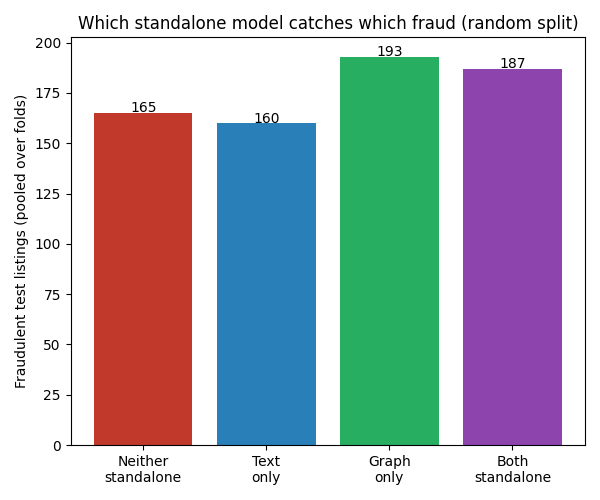 Which standalone model catches which fraud (random split)
Fraudulent test listings (pooled over folds)
200
175
150
125
100
75
50
25
0
165
160
193
187
Neither
standalone
Text
only
Graph
only
Both
standalone